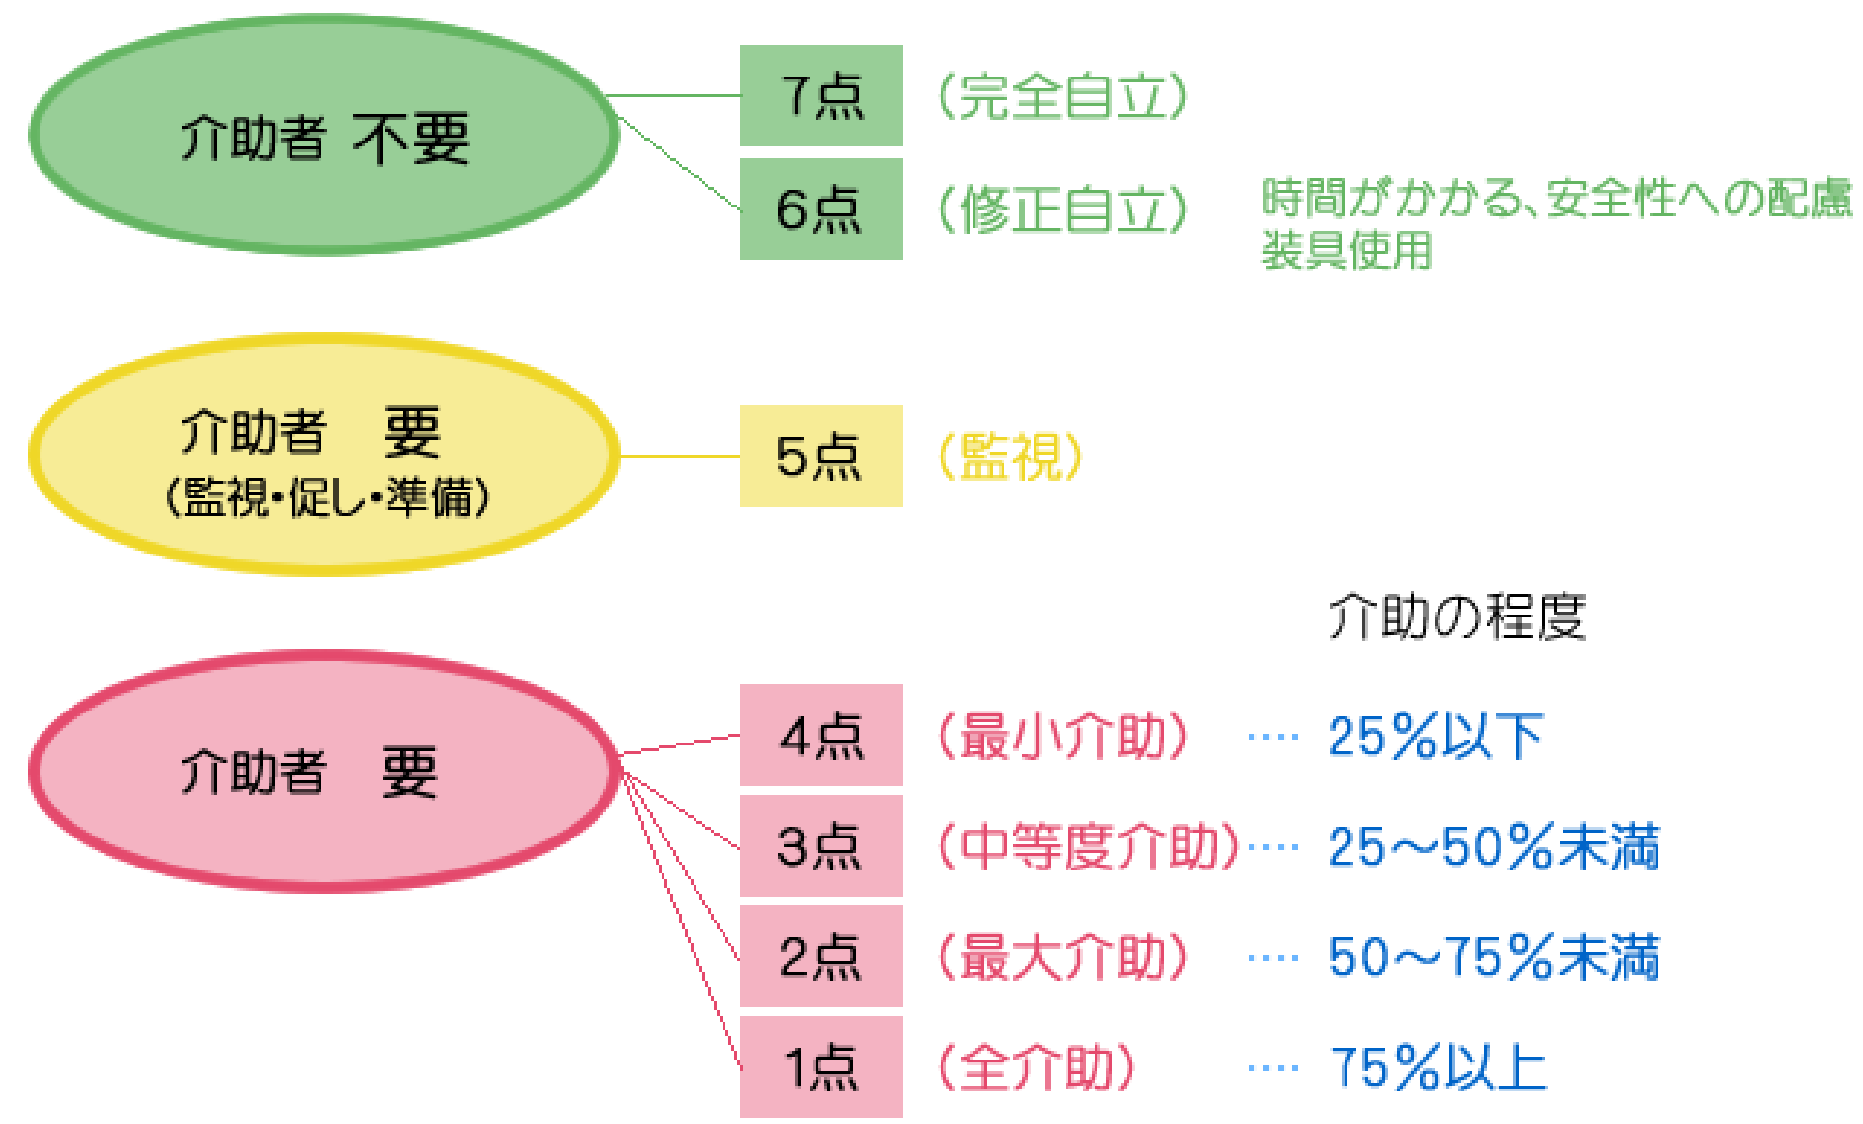 介助者 不要
7点 (完全自立)
6点 (修正自立) 時間がかかる、安全性への配慮
装具使用
介助者 要
(監視・促し・準備)
5点 (監視)
介助の程度
介助者 要
4点 (最小介助) ‥‥ 25%以下
3点 (中等度介助) ‥‥ 25～50%未満
2点 (最大介助) ‥‥ 50～75%未満
1点 (全介助) ‥‥ 75%以上